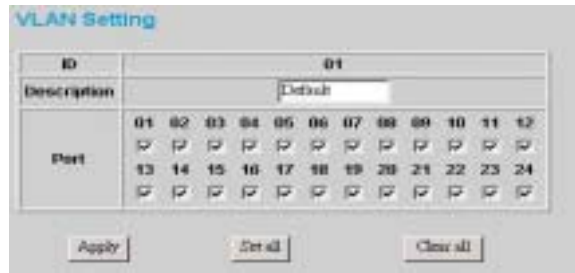 VLAN Setting
ID 01
Description Default
01 02 03 04 05 06 07 08 09 10 11 12
Port
13 14 15 16 17 18 19 20 21 22 23 24
Apply Set all Clear all